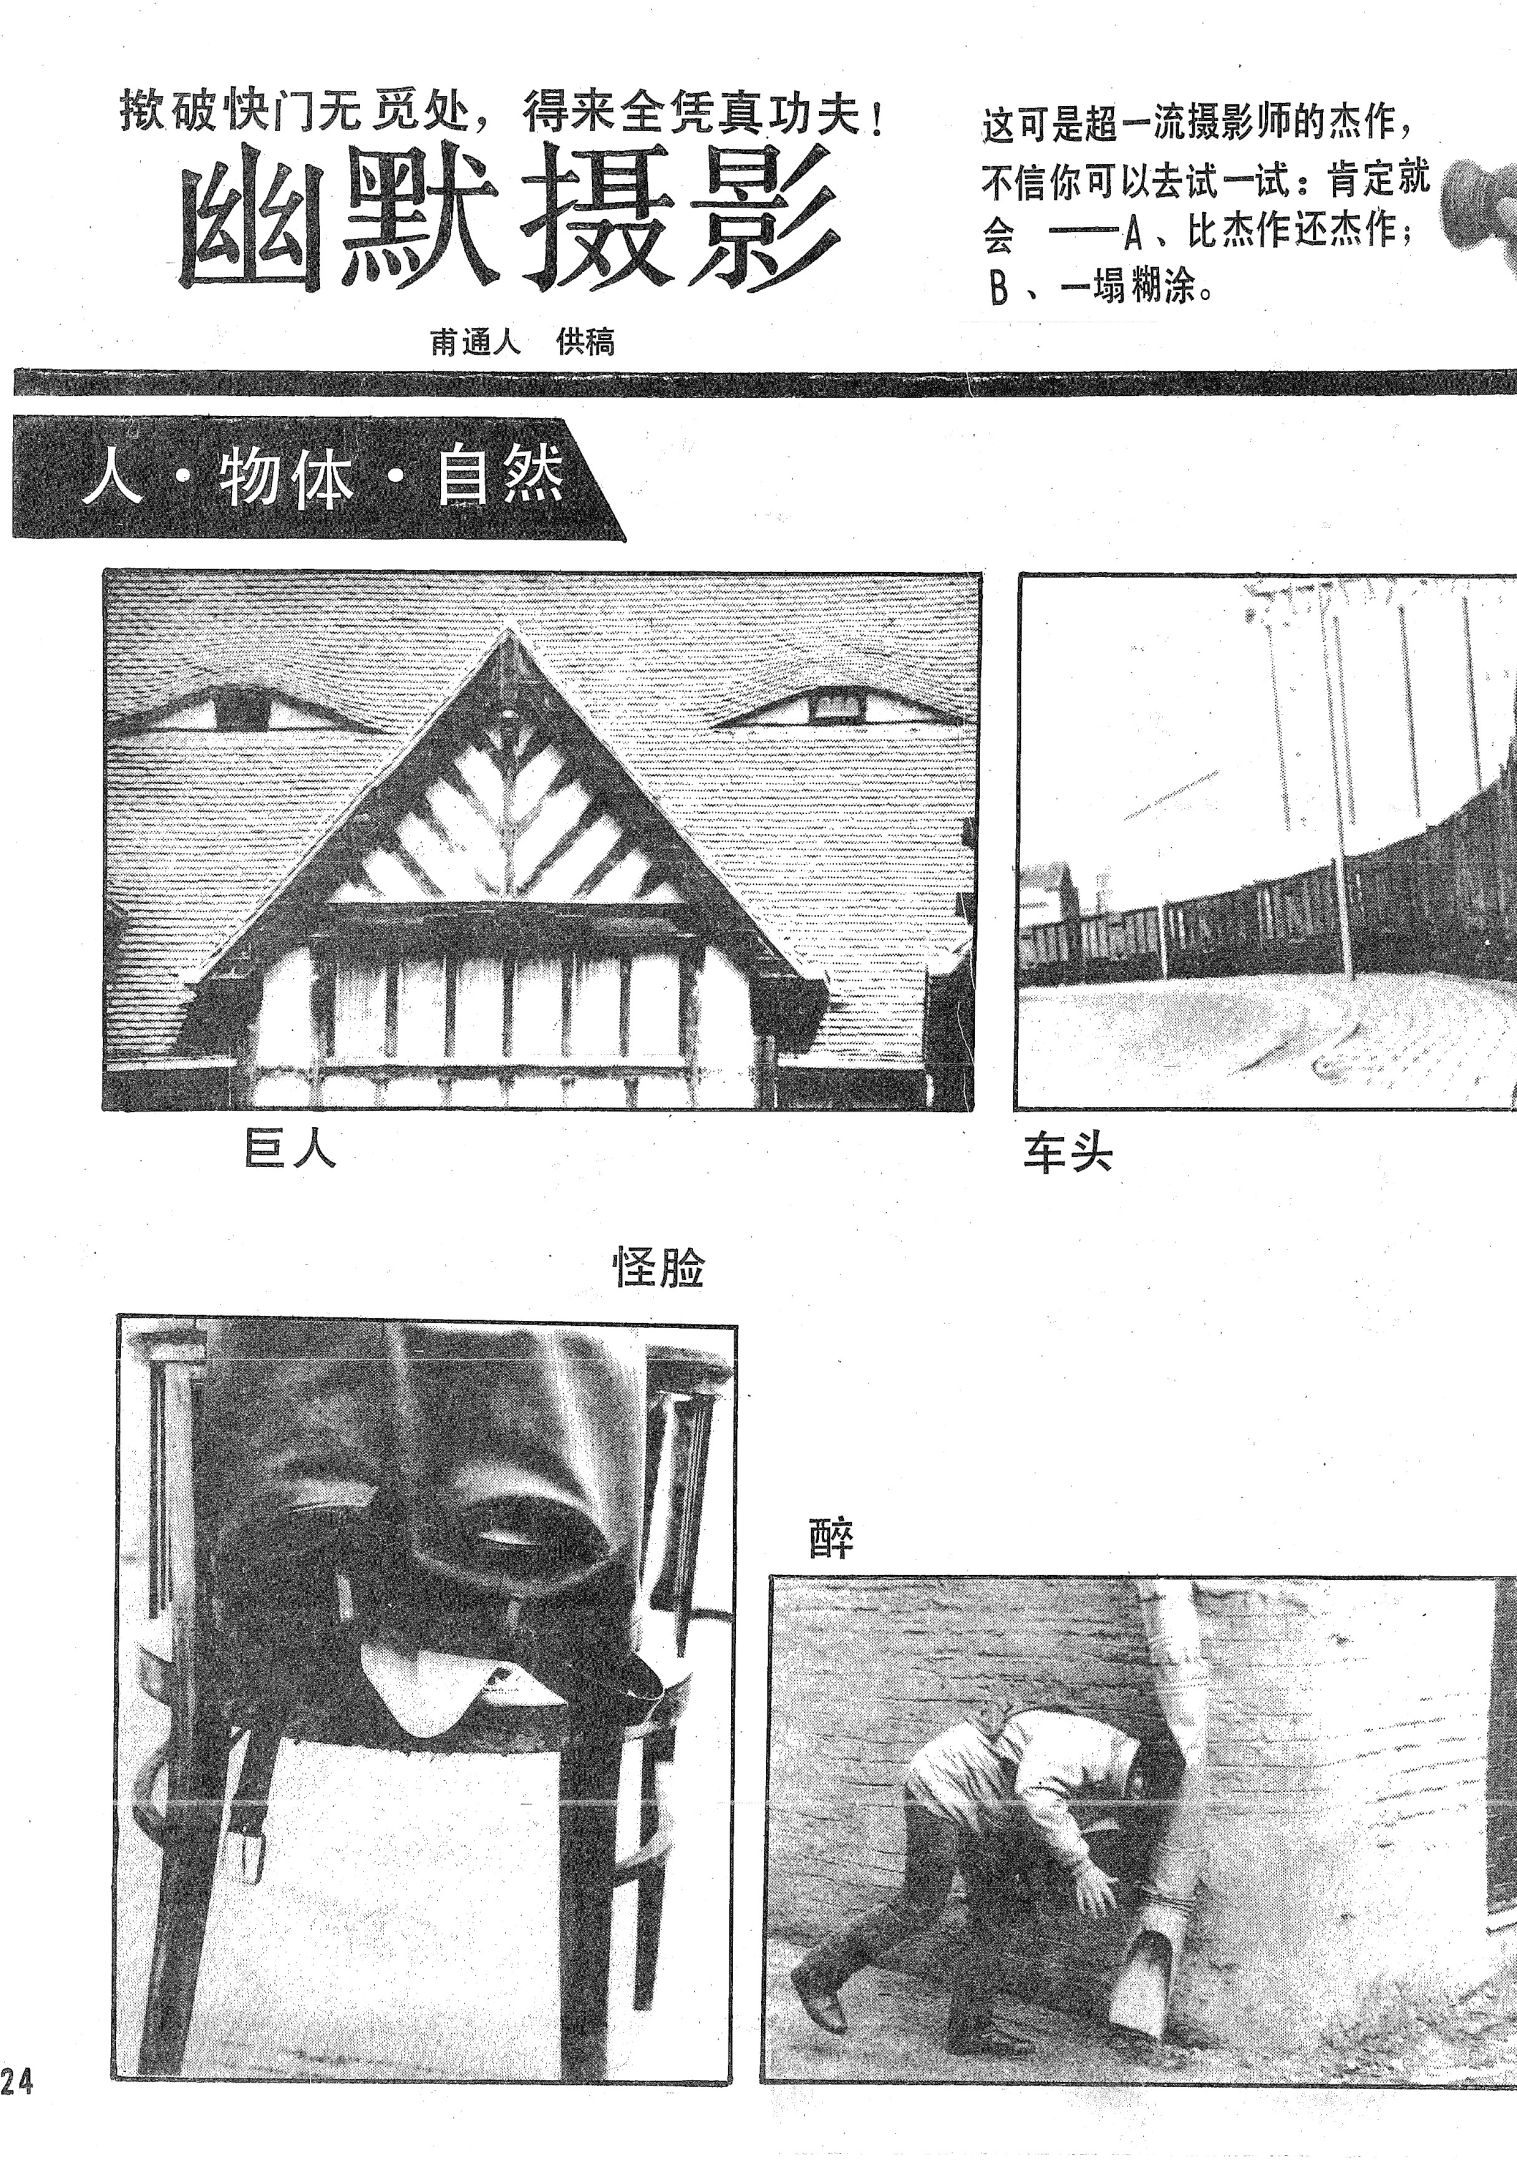 揿破快门无觅处，得来全凭真功夫！
幽默摄影
甫通人　供稿
这可是超一流摄影师的杰作，
不信你可以去试一试：肯定就
会　——A、比杰作还杰作；
B、一塌糊涂。
人·物体·自然
巨人
车头
怪脸
醉
24